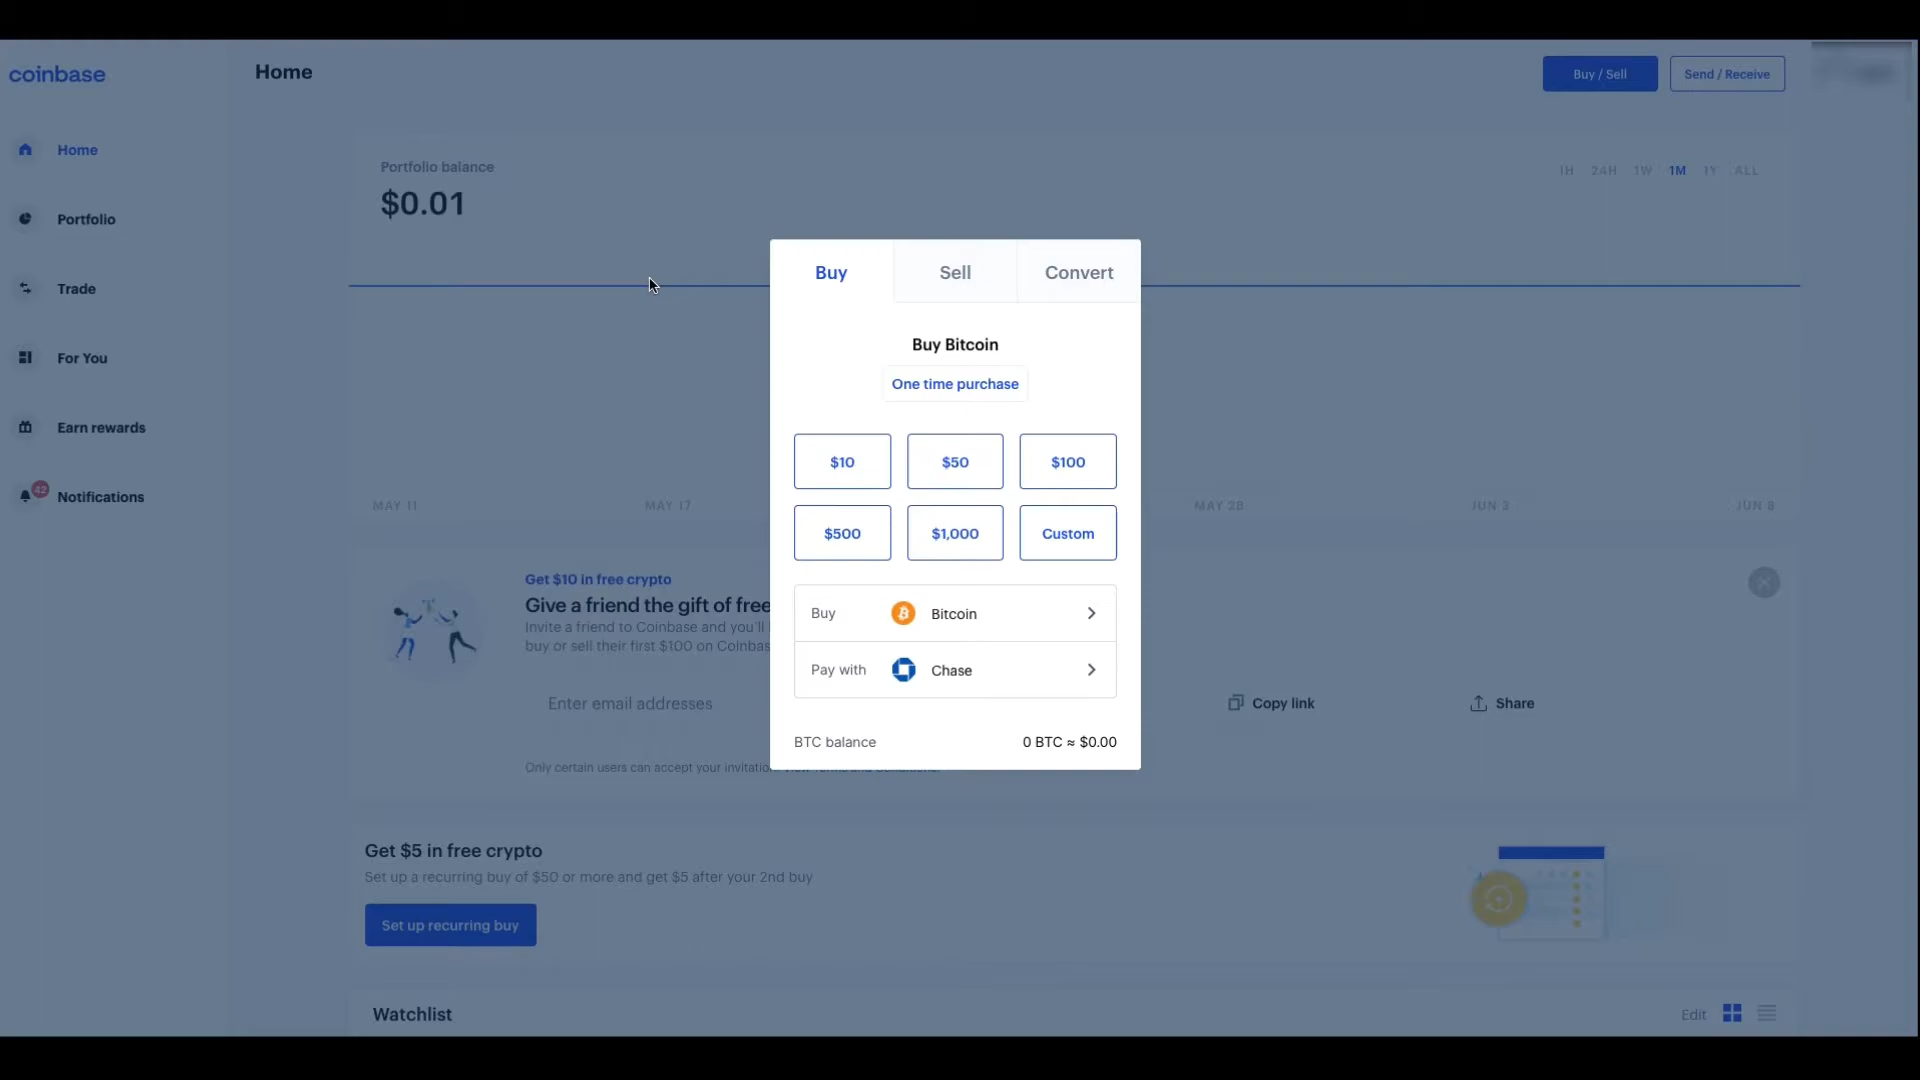 coinbase
Home
Buy / Sell
Send / Receive
Home
Portfolio
Trade
For You
Earn rewards
42
Notifications
Portfolio balance
$0.01
1H 24H 1W 1M 1Y ALL
MAY 11 MAY 17 MAY 28 JUN 3 JUN 8
Buy Sell Convert
Buy Bitcoin
One time purchase
$10 $50 $100
$500 $1,000 Custom
Buy Bitcoin
Pay with Chase
BTC balance 0 BTC ≈ $0.00
Get $10 in free crypto
Give a friend the gift of free
Invite a friend to Coinbase and you'll
buy or sell their first $100 on Coinbas
Enter email addresses
Copy link
Share
Only certain users can accept your invitation.
Get $5 in free crypto
Set up a recurring buy of $50 or more and get $5 after your 2nd buy
Set up recurring buy
Watchlist
Edit